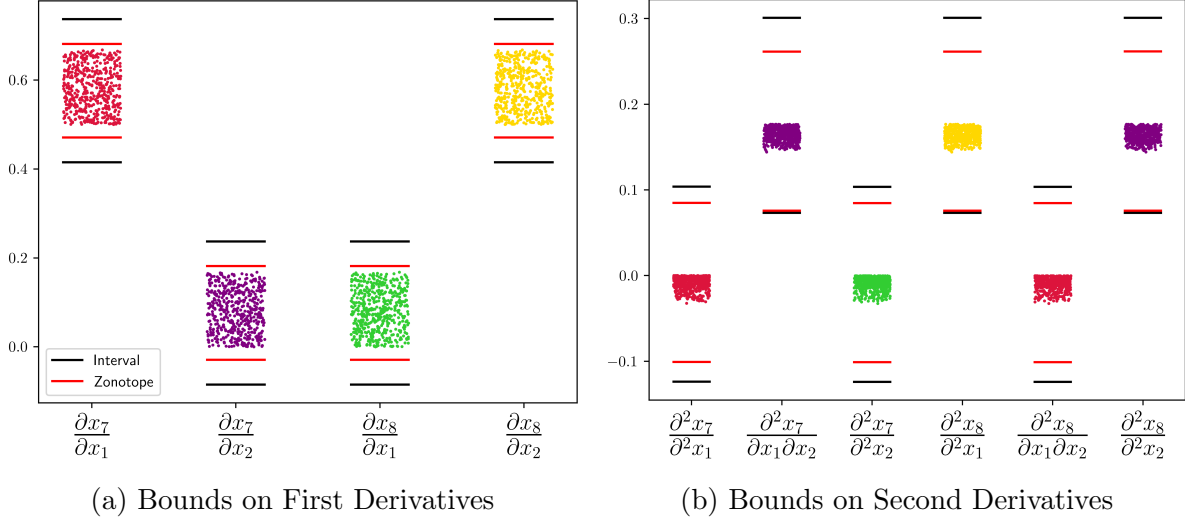 0.6
0.4
0.2
0.0
Interval
Zonotope
∂x₇/∂x₁
∂x₇/∂x₂
∂x₈/∂x₁
∂x₈/∂x₂
(a) Bounds on First Derivatives
0.3
0.2
0.1
0.0
−0.1
∂²x₇/∂²x₁
∂²x₇/∂x₁∂x₂
∂²x₇/∂²x₂
∂²x₈/∂²x₁
∂²x₈/∂x₁∂x₂
∂²x₈/∂²x₂
(b) Bounds on Second Derivatives